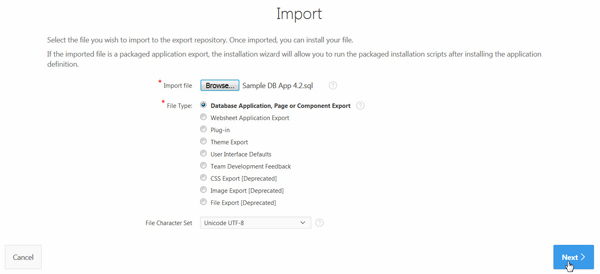 Import
Select the file you wish to import to the export repository. Once imported, you can install your file.
If the imported file is a packaged application export, the installation wizard will allow you to run the packaged installation scripts after installing the application
definition.
* Import file Browse... Sample DB App 4.2.sql ?
* File Type: Database Application, Page or Component Export ?
Websheet Application Export
Plug-in
Theme Export
User Interface Defaults
Team Development Feedback
CSS Export [Deprecated]
Image Export [Deprecated]
File Export [Deprecated]
File Character Set Unicode UTF-8 ?
Cancel Next >